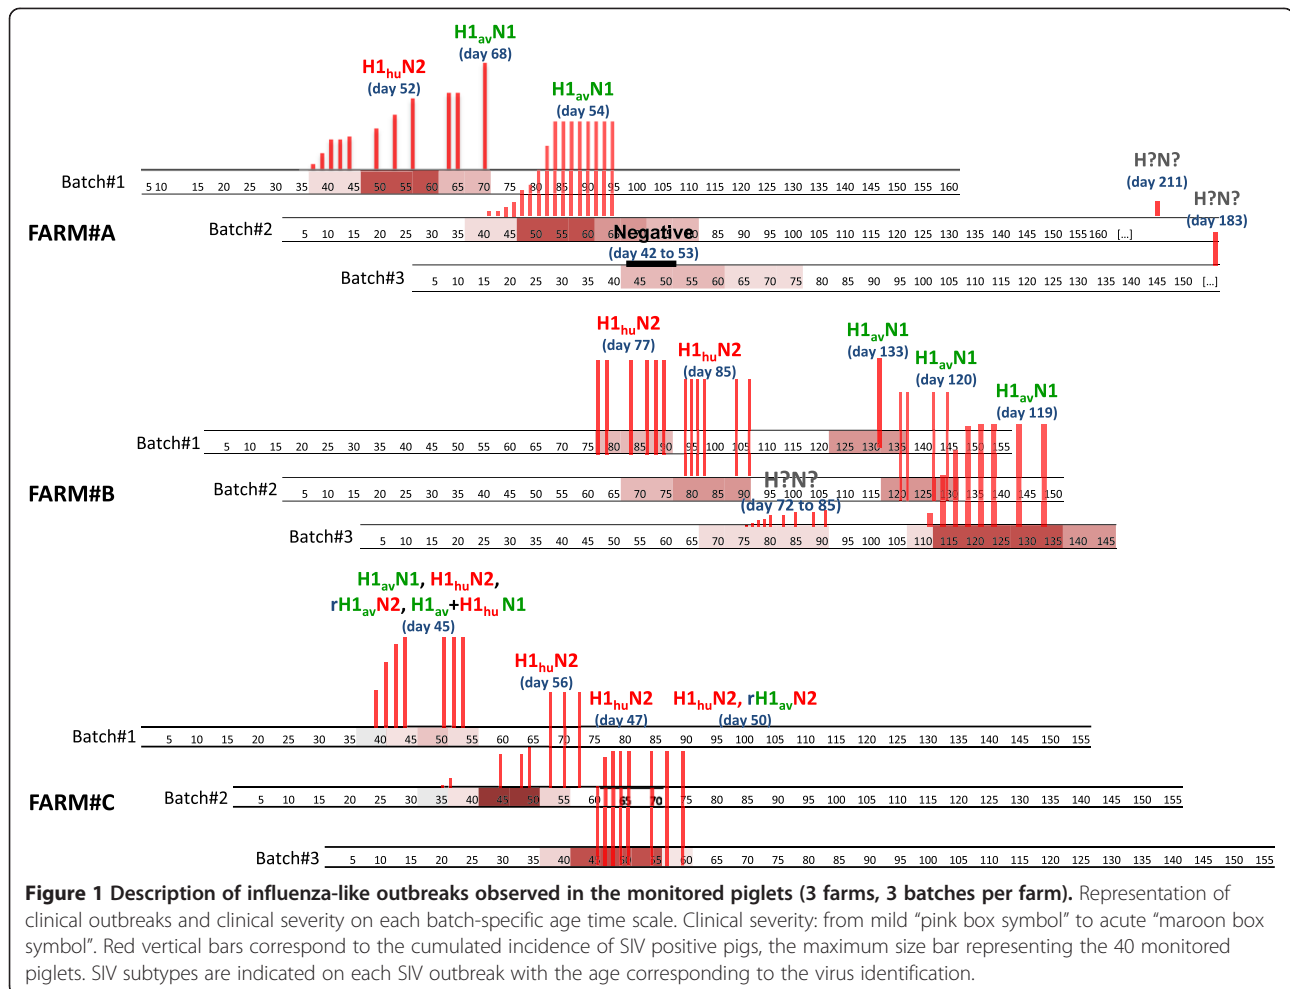 H1avN1
(day 68)
H1huN2
(day 52)
H1avN1
(day 54)
H?N?
(day 211)
Batch#1
5 10 15 20 25 30 35 40 45 50 55 60 65 70 75 80 85 90 95 100 105 110 115 120 125 130 135 140 145 150 155 160
H?N?
(day 183)
FARM#A
Batch#2
5 10 15 20 25 30 35 40 45 50 55 60 65 70 75 80 85 90 95 100 105 110 115 120 125 130 135 140 145 150 155 160 [...]
Negative
(day 42 to 53)
Batch#3
5 10 15 20 25 30 35 40 45 50 55 60 65 70 75 80 85 90 95 100 105 110 115 120 125 130 135 140 145 150 [...]
H1huN2
(day 77)
H1huN2
(day 85)
H1avN1
(day 133)
H1avN1
(day 120)
H1avN1
(day 119)
Batch#1
5 10 15 20 25 30 35 40 45 50 55 60 65 70 75 80 85 90 95 100 105 110 115 120 125 130 135 140 145 150 155
FARM#B
Batch#2
5 10 15 20 25 30 35 40 45 50 55 60 65 70 75 80 85 90 95 100 105 110 115 120 125 130 135 140 145 150
H?N?
(day 72 to 85)
Batch#3
5 10 15 20 25 30 35 40 45 50 55 60 65 70 75 80 85 90 95 100 105 110 115 120 125 130 135 140 145
H1avN1, H1huN2,
rH1avN2, H1av+H1hu N1
(day 45)
H1huN2
(day 56)
H1huN2
(day 47)
H1huN2, rH1avN2
(day 50)
Batch#1
5 10 15 20 25 30 35 40 45 50 55 60 65 70 75 80 85 90 95 100 105 110 115 120 125 130 135 140 145 150 155
FARM#C
Batch#2
5 10 15 20 25 30 35 40 45 50 55 60 65 70 75 80 85 90 95 100 105 110 115 120 125 130 135 140 145 150 155
Batch#3
5 10 15 20 25 30 35 40 45 50 55 60 65 70 75 80 85 90 95 100 105 110 115 120 125 130 135 140 145 150 155
Figure 1 Description of influenza-like outbreaks observed in the monitored piglets (3 farms, 3 batches per farm). Representation of
clinical outbreaks and clinical severity on each batch-specific age time scale. Clinical severity: from mild “pink box symbol” to acute “maroon box
symbol”. Red vertical bars correspond to the cumulated incidence of SIV positive pigs, the maximum size bar representing the 40 monitored
piglets. SIV subtypes are indicated on each SIV outbreak with the age corresponding to the virus identification.